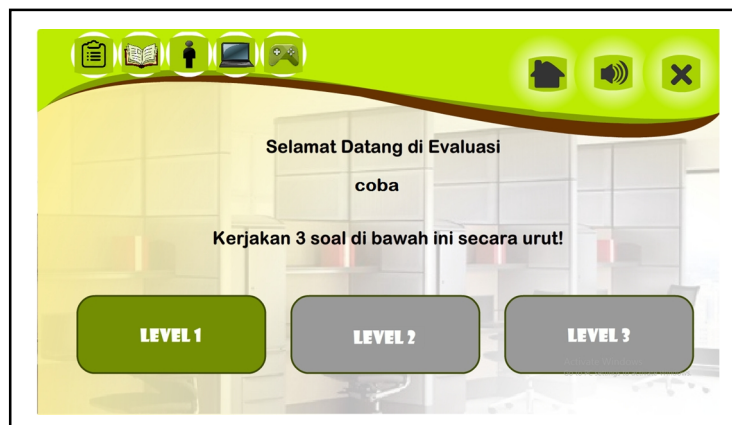 Selamat Datang di Evaluasi
coba
Kerjakan 3 soal di bawah ini secara urut!
LEVEL 1
LEVEL 2
LEVEL 3